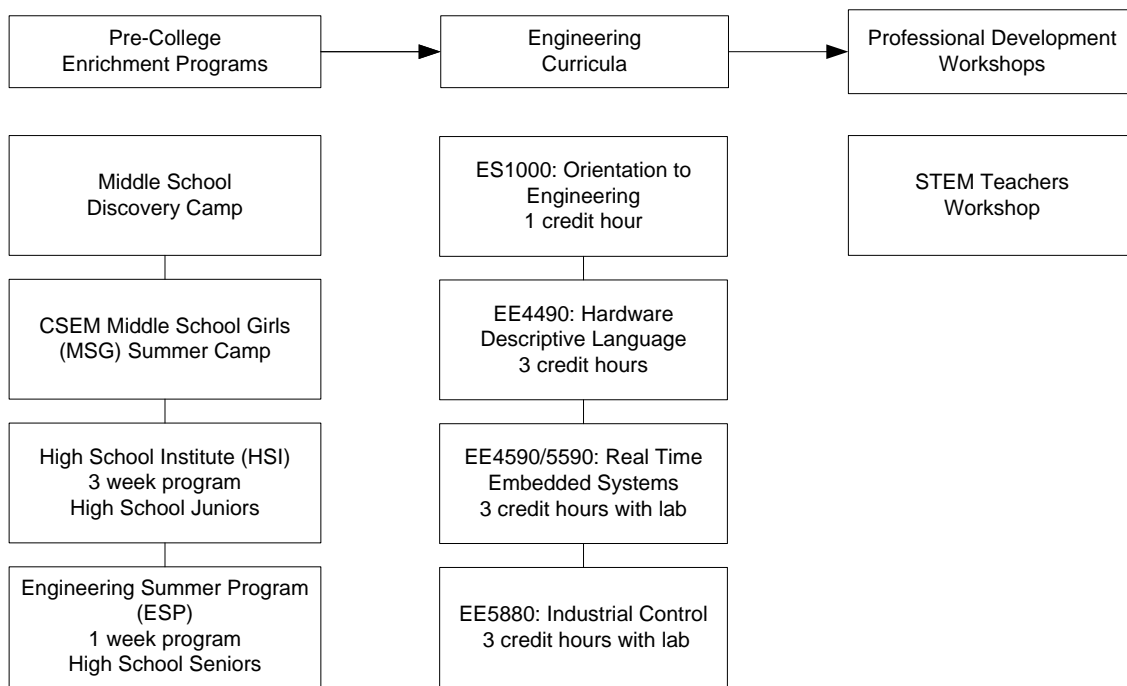 Pre-College
Enrichment Programs
Engineering
Curricula
Professional Development
Workshops
Middle School
Discovery Camp
CSEM Middle School Girls
(MSG) Summer Camp
High School Institute (HSI)
3 week program
High School Juniors
Engineering Summer Program
(ESP)
1 week program
High School Seniors
ES1000: Orientation to
Engineering
1 credit hour
EE4490: Hardware
Descriptive Language
3 credit hours
EE4590/5590: Real Time
Embedded Systems
3 credit hours with lab
EE5880: Industrial Control
3 credit hours with lab
STEM Teachers
Workshop